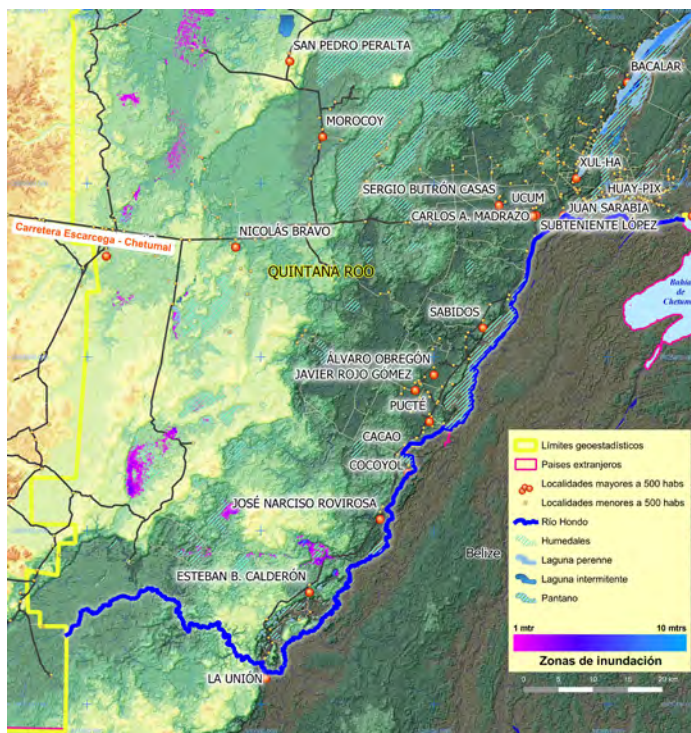 SAN PEDRO PERALTA
BACALAR
MOROCOY
XUL-HA
SERGIO BUTRÓN CASAS
UCUM
HUAY-PIX
JUAN SARABIA
CARLOS A. MADRAZO
SUBTENIENTE LÓPEZ
Carretera Escarcega - Chetumal
NICOLÁS BRAVO
QUINTANA ROO
Bahía
de
Chetumal
SABIDOS
ÁLVARO OBREGÓN
JAVIER ROJO GÓMEZ
PUCTÉ
CACAO
COCOYOL
JOSÉ NARCISO ROVIROSA
Belize
ESTEBAN B. CALDERÓN
LA UNIÓN
Límites geoestadísticos
Paises extranjeros
Localidades mayores a 500 habs
Localidades menores a 500 habs
Río Hondo
Humedales
Laguna perenne
Laguna intermitente
Pantano
1 mtr 10 mtrs
Zonas de inundación
0 5 10 15 20 km